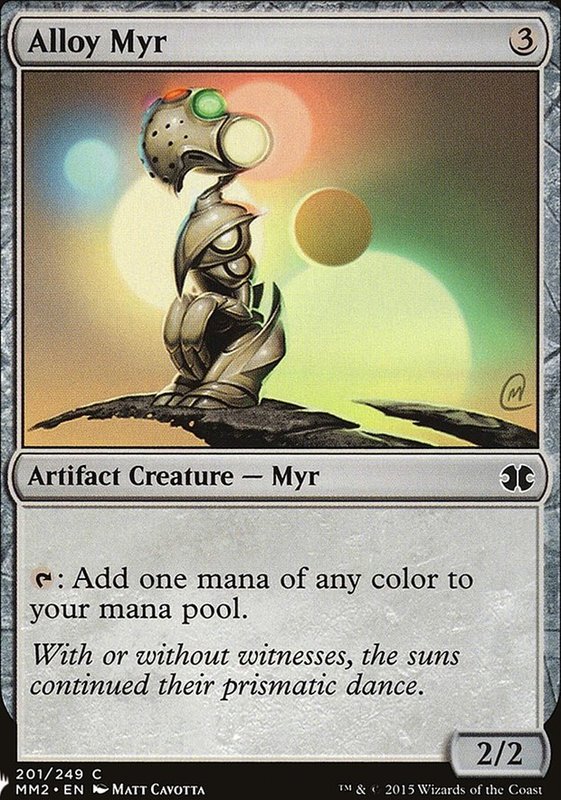 Alloy Myr 3
Artifact Creature — Myr
: Add one mana of any color to
your mana pool.
With or without witnesses, the suns
continued their prismatic dance.
2/2
201/249 C
MM2 • EN Matt Cavotta
™ & © 2015 Wizards of the Coast